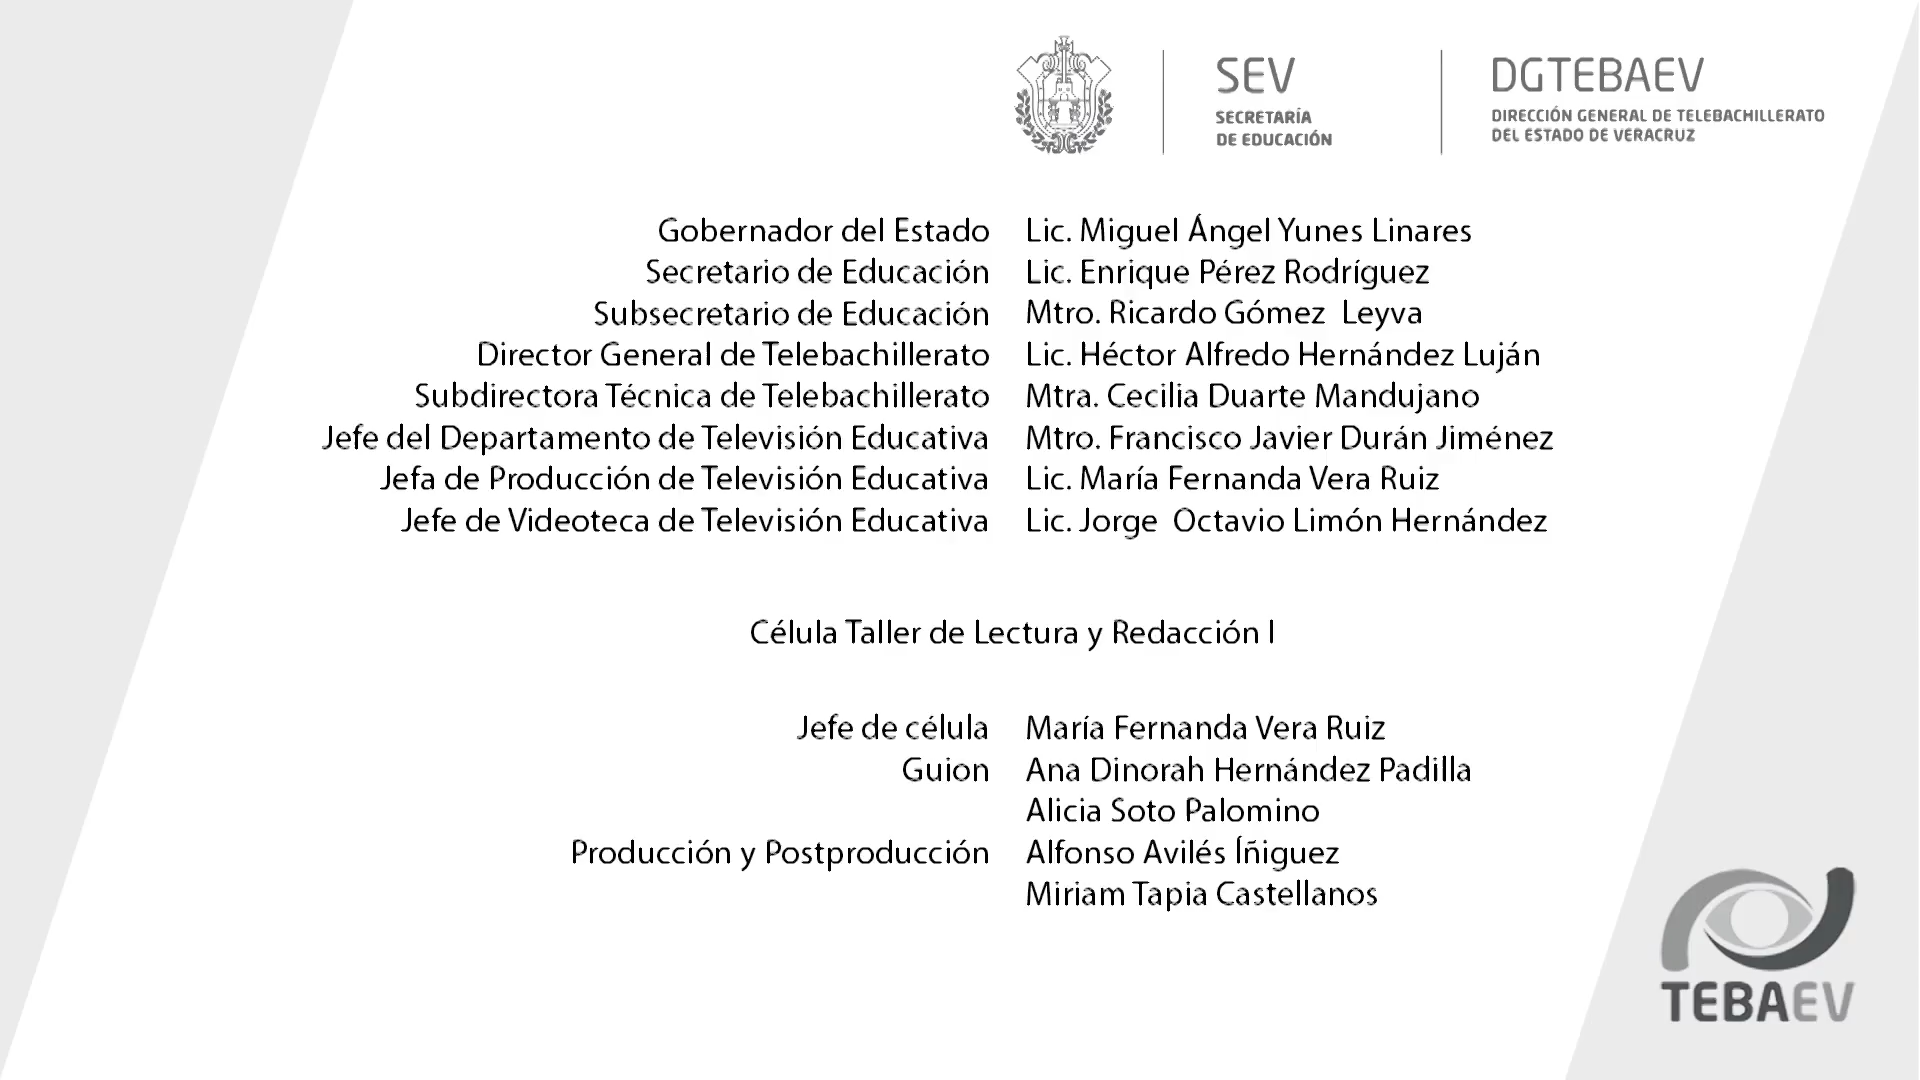 SEV
SECRETARÍA
DE EDUCACIÓN
DGTEBAEV
DIRECCIÓN GENERAL DE TELEBACHILLERATO
DEL ESTADO DE VERACRUZ
Gobernador del Estado Lic. Miguel Ángel Yunes Linares
Secretario de Educación Lic. Enrique Pérez Rodríguez
Subsecretario de Educación Mtro. Ricardo Gómez Leyva
Director General de Telebachillerato Lic. Héctor Alfredo Hernández Luján
Subdirectora Técnica de Telebachillerato Mtra. Cecilia Duarte Mandujano
Jefe del Departamento de Televisión Educativa Mtro. Francisco Javier Durán Jiménez
Jefa de Producción de Televisión Educativa Lic. María Fernanda Vera Ruiz
Jefe de Videoteca de Televisión Educativa Lic. Jorge Octavio Limón Hernández
Célula Taller de Lectura y Redacción I
Jefe de célula María Fernanda Vera Ruiz
Guion Ana Dinorah Hernández Padilla
Alicia Soto Palomino
Producción y Postproducción Alfonso Avilés Íñiguez
Miriam Tapia Castellanos
TEBAEV